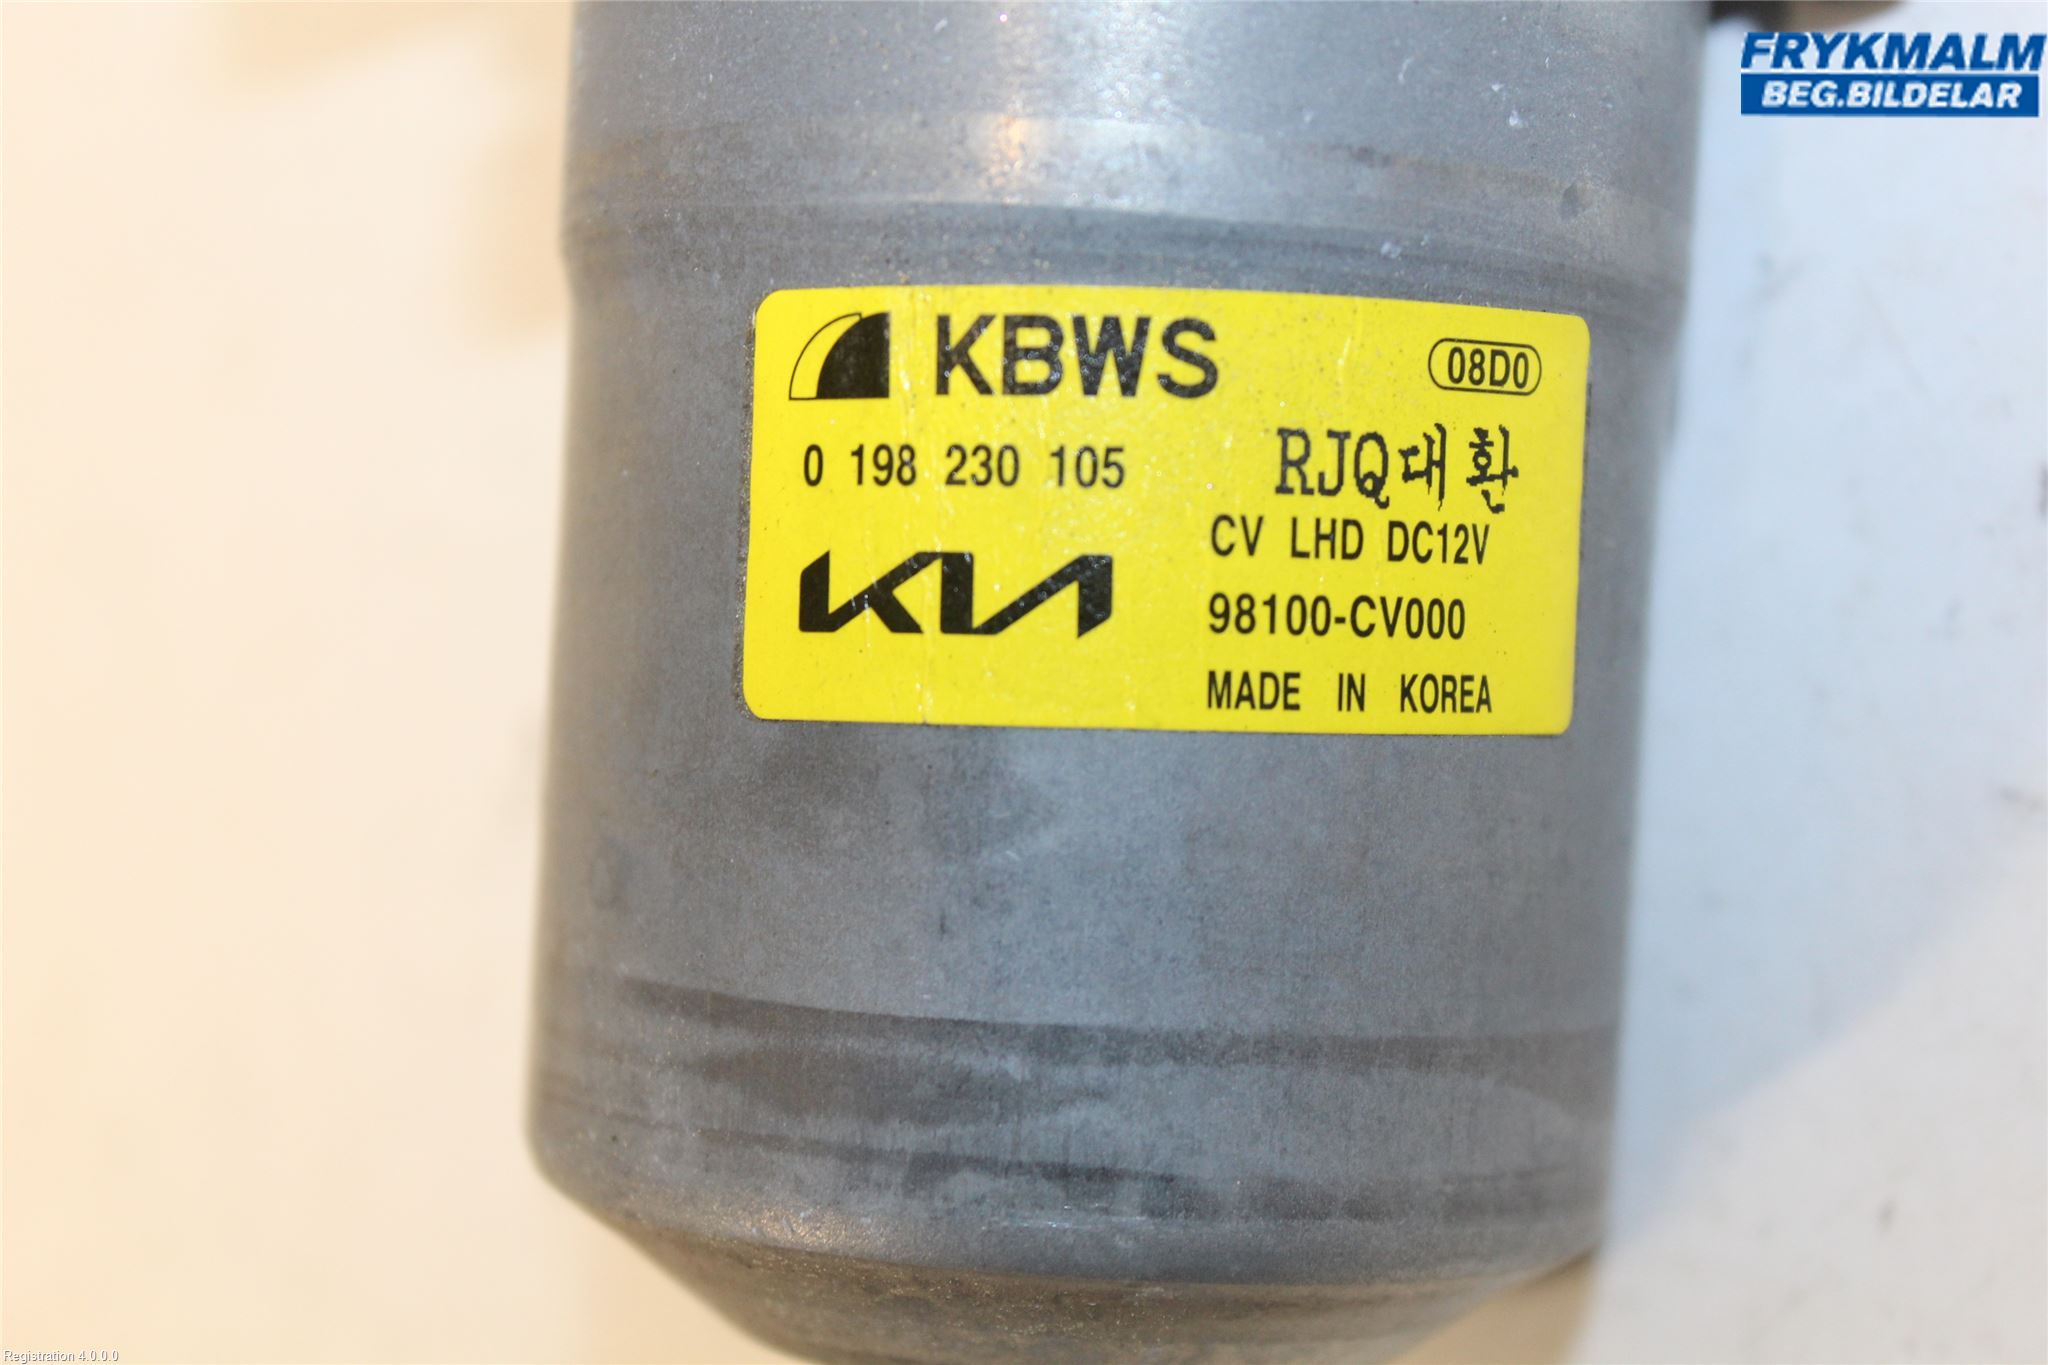 FRYKMALM
BEG.BILDELAR
KBWS
08D0
0 198 230 105
RJQ대환
CV LHD DC12V
KIA
98100-CV000
MADE IN KOREA
Registration 4.0.0.0